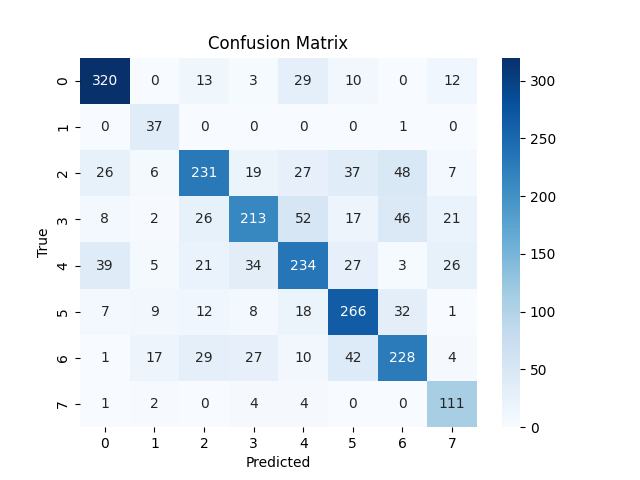 Confusion Matrix
0 320 0 13 3 29 10 0 12
1 0 37 0 0 0 0 1 0
2 26 6 231 19 27 37 48 7
3 8 2 26 213 52 17 46 21
4 39 5 21 34 234 27 3 26
5 7 9 12 8 18 266 32 1
6 1 17 29 27 10 42 228 4
7 1 2 0 4 4 0 0 111
0 1 2 3 4 5 6 7
Predicted
True
300
250
200
150
100
50
0